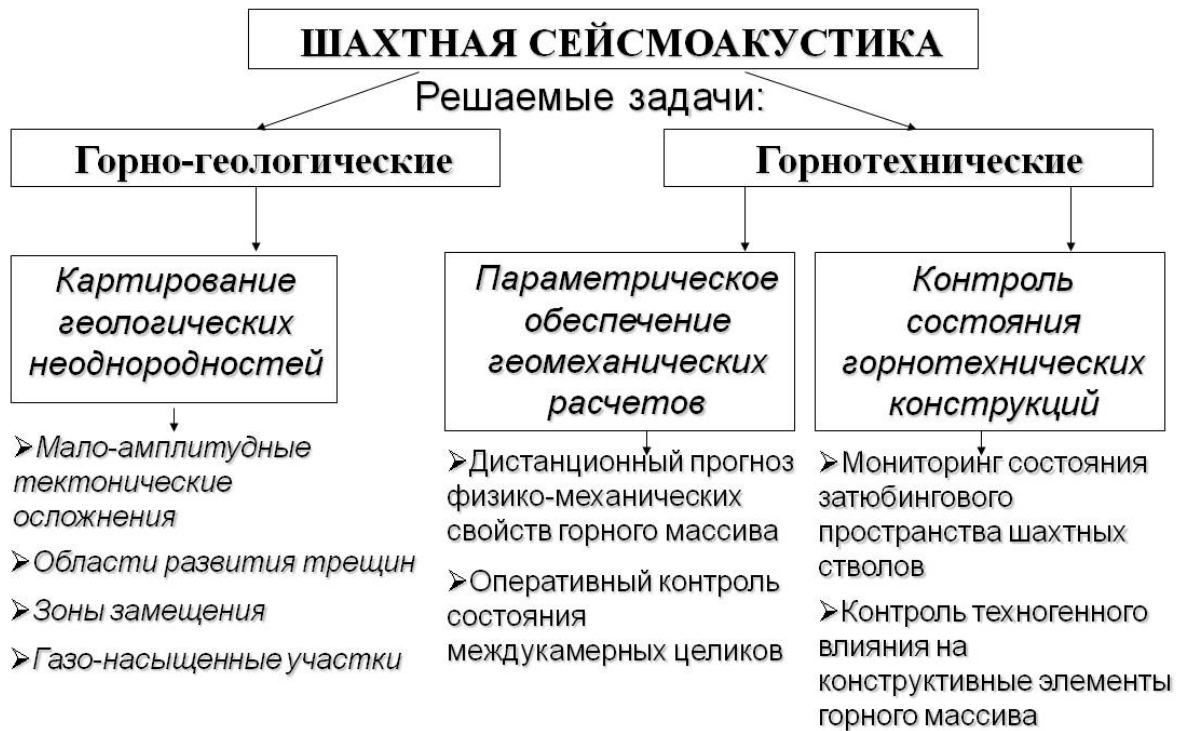 ШАХТНАЯ СЕЙСМОАКУСТИКА
Решаемые задачи:
Горно-геологические
Горнотехнические
Картирование
геологических
неоднородностей
Параметрическое
обеспечение
геомеханических
расчетов
Контроль
состояния
горнотехнических
конструкций
➢Мало-амплитудные
тектонические
осложнения
➢Области развития трещин
➢Зоны замещения
➢Газо-насыщенные участки
➢Дистанционный прогноз
физико-механических
свойств горного массива
➢Оперативный контроль
состояния
междукамерных целиков
➢Мониторинг состояния
затюбингового
пространства шахтных
стволов
➢Контроль техногенного
влияния на
конструктивные элементы
горного массива